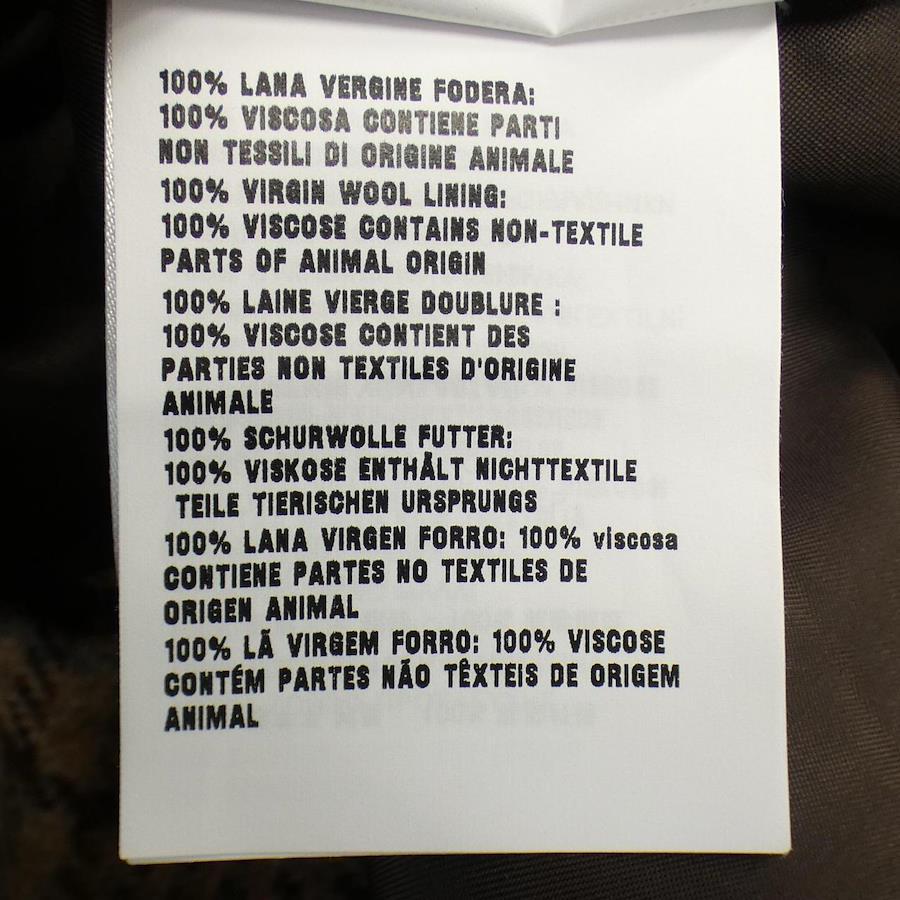 100% LANA VERGINE FODERA:
100% VISCOSA CONTIENE PARTI
NON TESSILI DI ORIGINE ANIMALE
100% VIRGIN WOOL LINING:
100% VISCOSE CONTAINS NON-TEXTILE
PARTS OF ANIMAL ORIGIN
100% LAINE VIERGE DOUBLURE :
100% VISCOSE CONTIENT DES
PARTIES NON TEXTILES D'ORIGINE
ANIMALE
100% SCHURWOLLE FUTTER:
100% VISKOSE ENTHÄLT NICHTTEXTILE
TEILE TIERISCHEN URSPRUNGS
100% LANA VIRGEN FORRO: 100% viscosa
CONTIENE PARTES NO TEXTILES DE
ORIGEN ANIMAL
100% LÃ VIRGEM FORRO: 100% VISCOSE
CONTÉM PARTES NÃO TÊXTEIS DE ORIGEM
ANIMAL